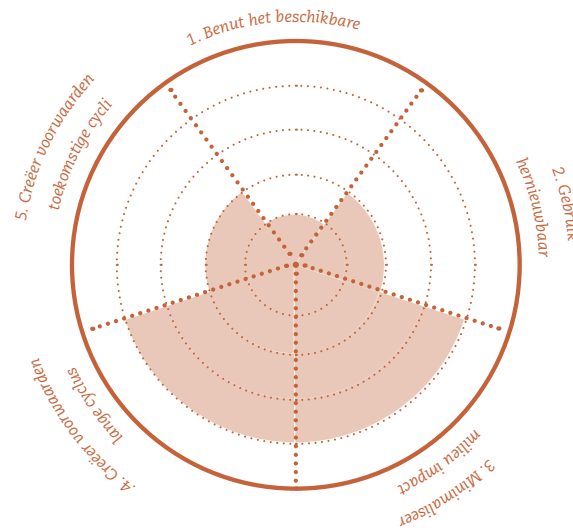 1. Benut het beschikbare
2. Gebruik
hernieuwbaar
3. Minimaliseer
milieu impact
4. Creëer voorwaarden
lange cyclus
5. Creëer voorwaarden
toekomstige cycli